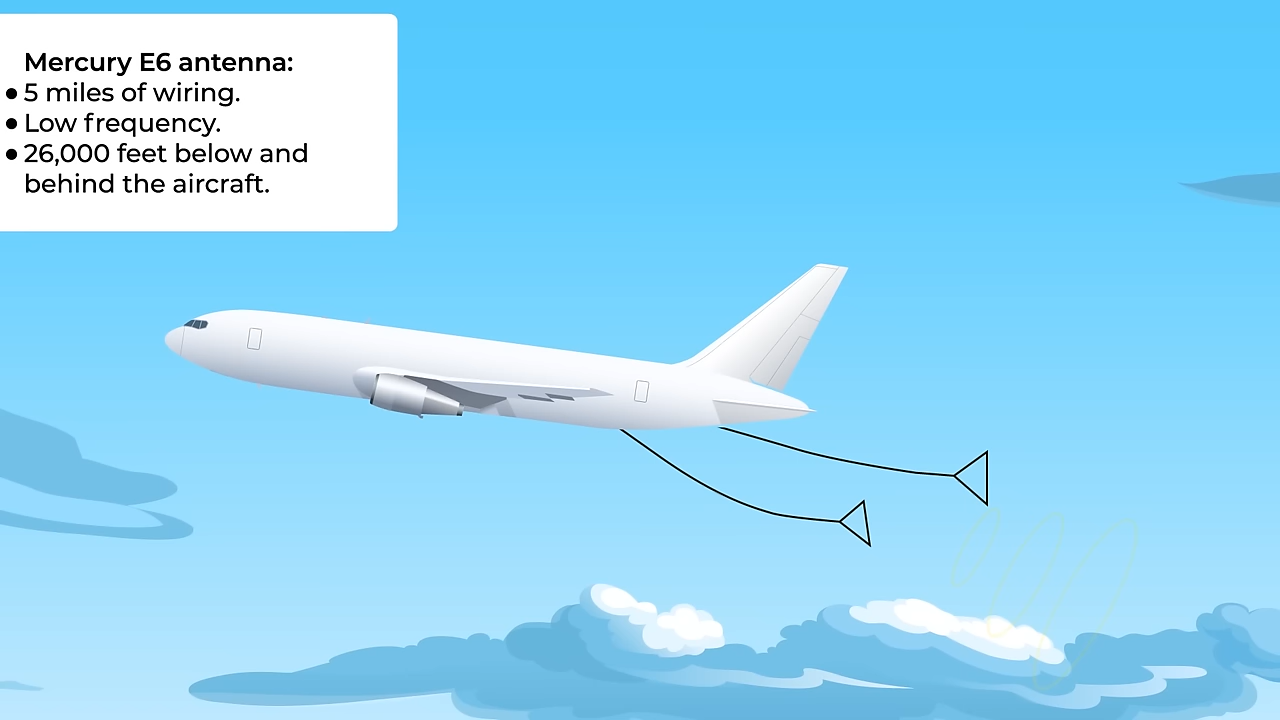 Mercury E6 antenna:
● 5 miles of wiring.
● Low frequency.
● 26,000 feet below and
behind the aircraft.